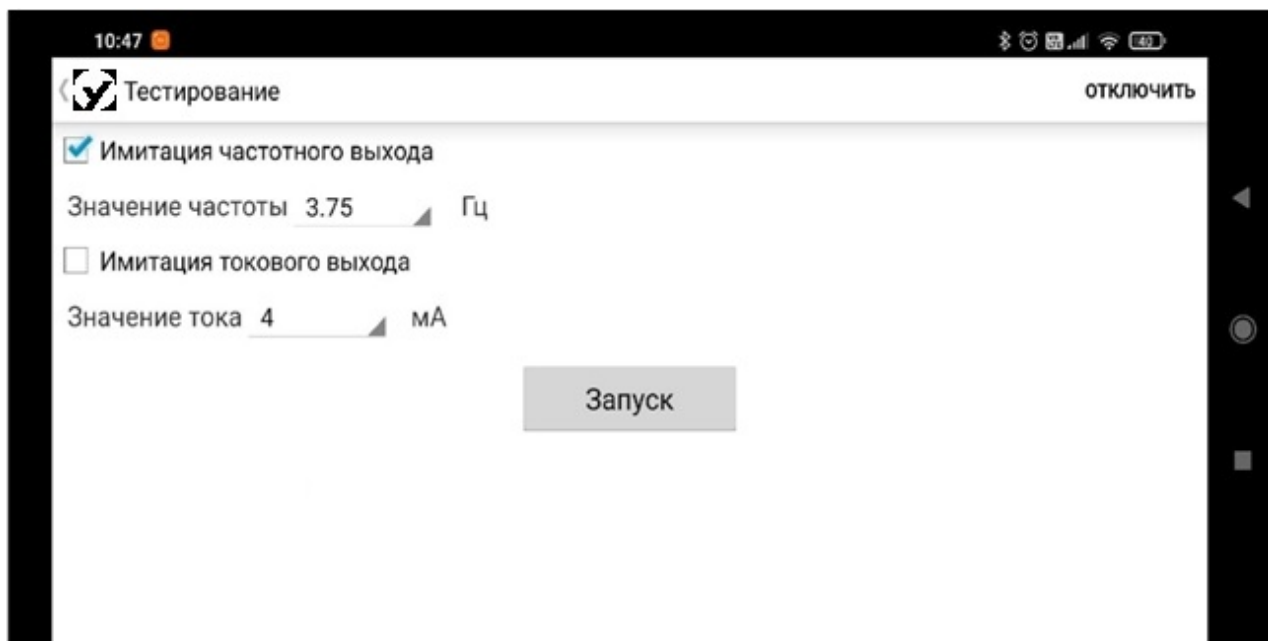 10:47
40
Тестирование
ОТКЛЮЧИТЬ
Имитация частотного выхода
Значение частоты 3.75 Гц
Имитация токового выхода
Значение тока 4 мА
Запуск